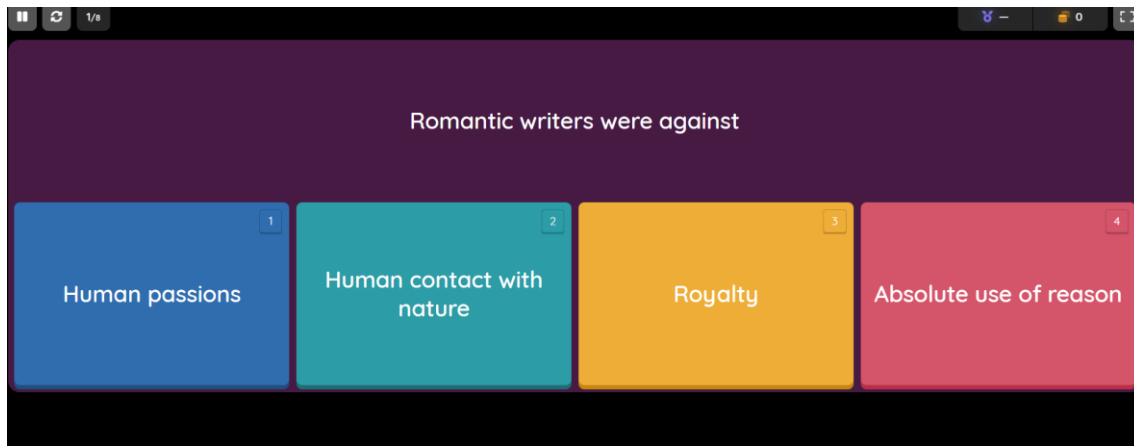 1/8
–
0
Romantic writers were against
1
Human passions
2
Human contact with
nature
3
Royalty
4
Absolute use of reason